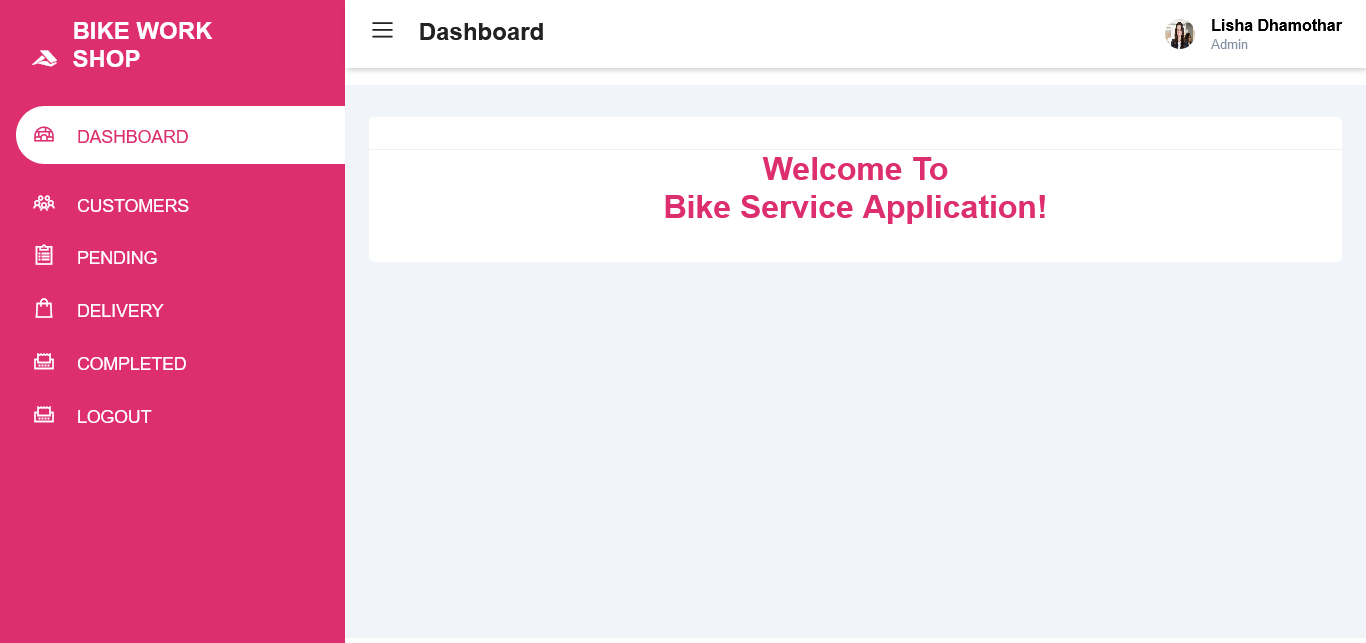 BIKE WORK
SHOP
DASHBOARD
CUSTOMERS
PENDING
DELIVERY
COMPLETED
LOGOUT
Dashboard
Lisha Dhamothar
Admin
Welcome To
Bike Service Application!